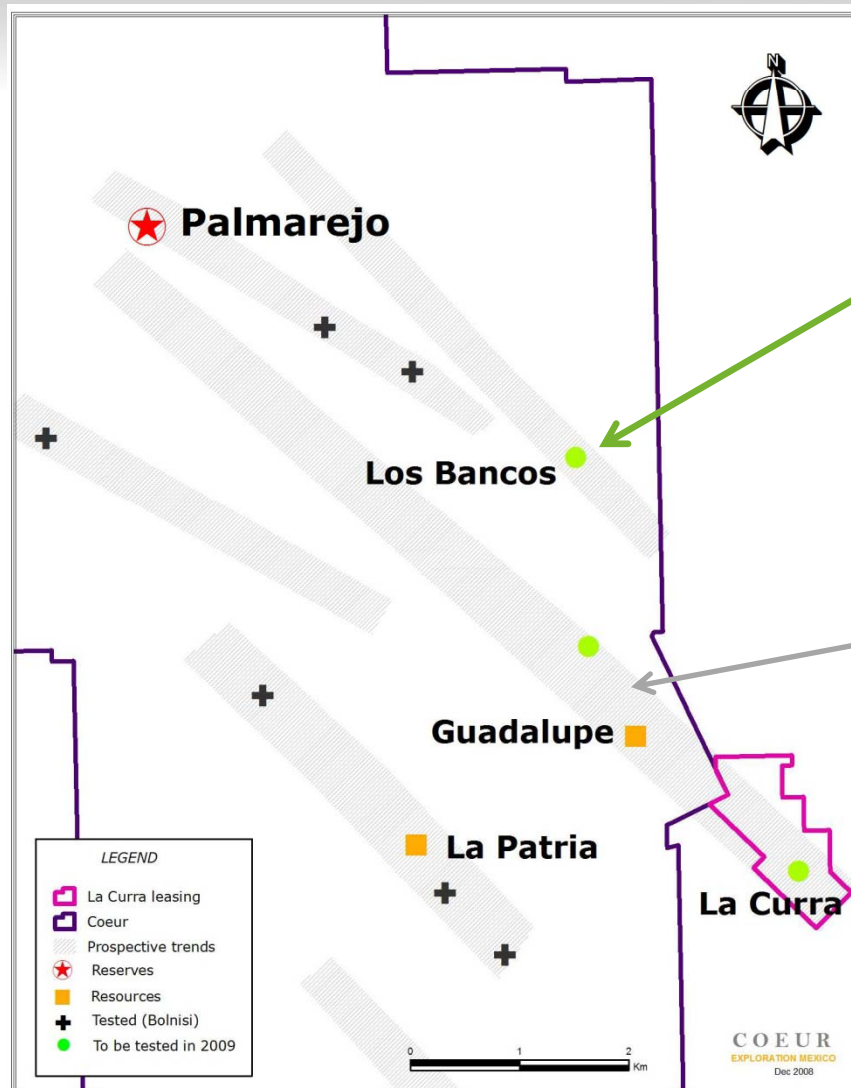 N
Palmarejo
Los Bancos
Guadalupe
La Patria
La Curra
LEGEND
La Curra leasing
Coeur
Prospective trends
Reserves
Resources
Tested (Bolnisi)
To be tested in 2009
0 1 2
Km
COEUR
EXPLORATION MEXICO
Dec 2008